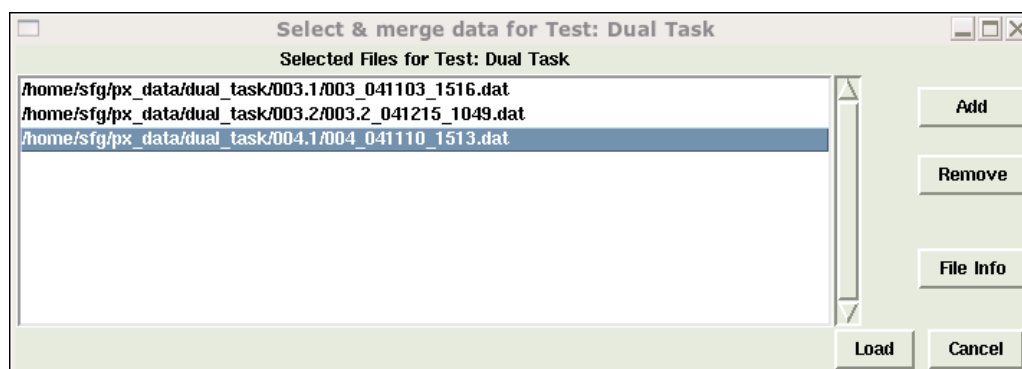 Select & merge data for Test: Dual Task
Selected Files for Test: Dual Task
/home/sfg/px_data/dual_task/003.1/003_041103_1516.dat
/home/sfg/px_data/dual_task/003.2/003.2_041215_1049.dat
/home/sfg/px_data/dual_task/004.1/004_041110_1513.dat
Add
Remove
File Info
Load
Cancel